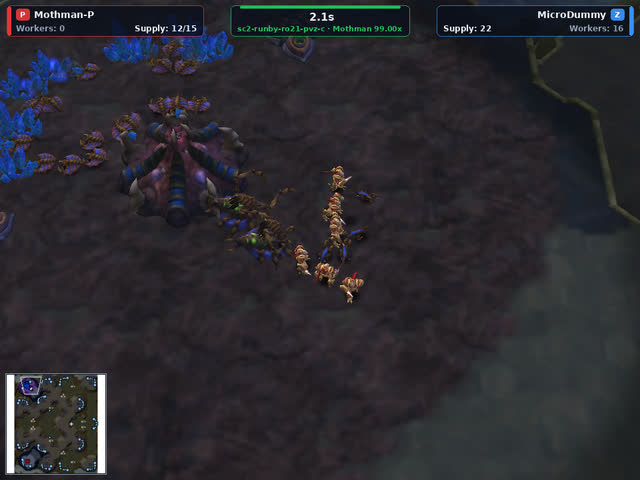 P Mothman-P
Workers: 0 Supply: 12/15
2.1s
sc2-runby-ro21-pvz-c · Mothman 99.00x
MicroDummy Z
Supply: 22 Workers: 16